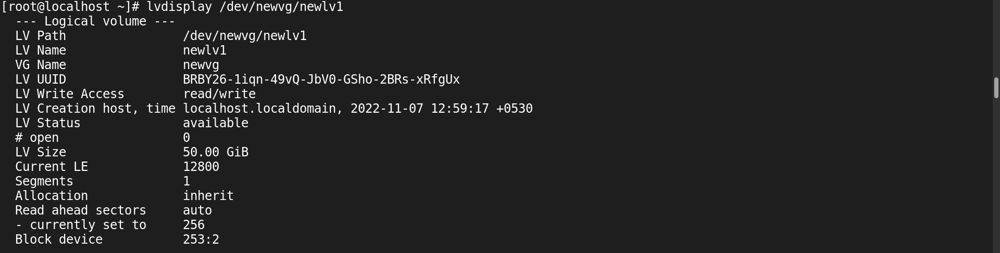 [root@localhost ~]# lvdisplay /dev/newvg/newlv1
  --- Logical volume ---
  LV Path                /dev/newvg/newlv1
  LV Name                newlv1
  VG Name                newvg
  LV UUID                BRBY26-1iqn-49vQ-JbV0-GSho-2BRs-xRfgUx
  LV Write Access        read/write
  LV Creation host, time localhost.localdomain, 2022-11-07 12:59:17 +0530
  LV Status              available
  # open                 0
  LV Size                50.00 GiB
  Current LE             12800
  Segments               1
  Allocation             inherit
  Read ahead sectors     auto
  - currently set to     256
  Block device           253:2